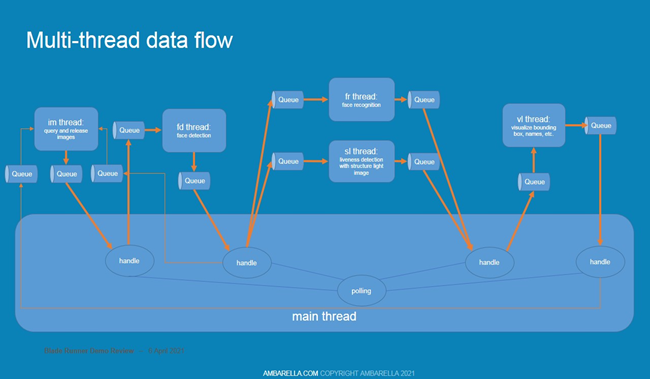 Multi-thread data flow
im thread:
query and release
images
Queue
Queue
Queue
Queue
fd thread:
face detection
Queue
Queue
fr thread:
face recognition
Queue
Queue
sl thread:
liveness detection
with structure light
image
Queue
vl thread:
visualize bounding
box, names, etc.
Queue
Queue
handle
handle
handle
handle
polling
main thread
April 2021
AMBARELLA.COM COPYRIGHT AMBARELLA 2021